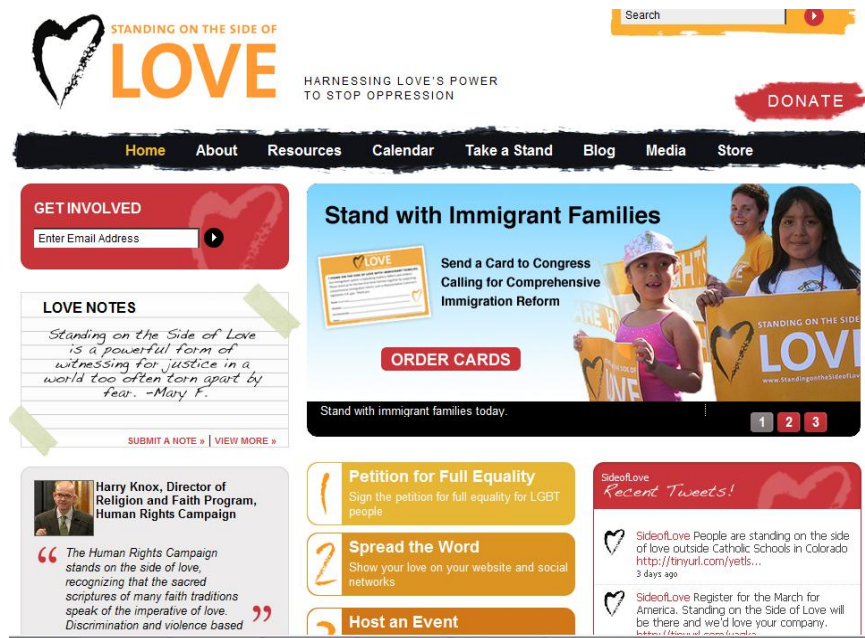 STANDING ON THE SIDE OF
LOVE
HARNESSING LOVE'S POWER
TO STOP OPPRESSION
Search
DONATE
Home About Resources Calendar Take a Stand Blog Media Store
GET INVOLVED
Enter Email Address
LOVE NOTES
Standing on the Side of Love
is a powerful form of
witnessing for justice in a
world too often torn apart by
fear. -Mary F.
SUBMIT A NOTE » | VIEW MORE »
Stand with Immigrant Families
LOVE
Send a Card to Congress
Calling for Comprehensive
Immigration Reform
ORDER CARDS
STANDING ON THE SIDE
LOV
www.StandingontheSideofLov
Stand with immigrant families today.
1 2 3
Harry Knox, Director of
Religion and Faith Program,
Human Rights Campaign
“ The Human Rights Campaign
stands on the side of love,
recognizing that the sacred
scriptures of many faith traditions
speak of the imperative of love.
Discrimination and violence based ”
1 Petition for Full Equality
Sign the petition for full equality for LGBT
people
2 Spread the Word
Show your love on your website and social
networks
Host an Event
SideofLove
Recent Tweets!
SideofLove People are standing on the side
of love outside Catholic Schools in Colorado
http://tinyurl.com/yetls...
3 days ago
SideofLove Register for the March for
America. Standing on the Side of Love will
be there and we'd love your company.